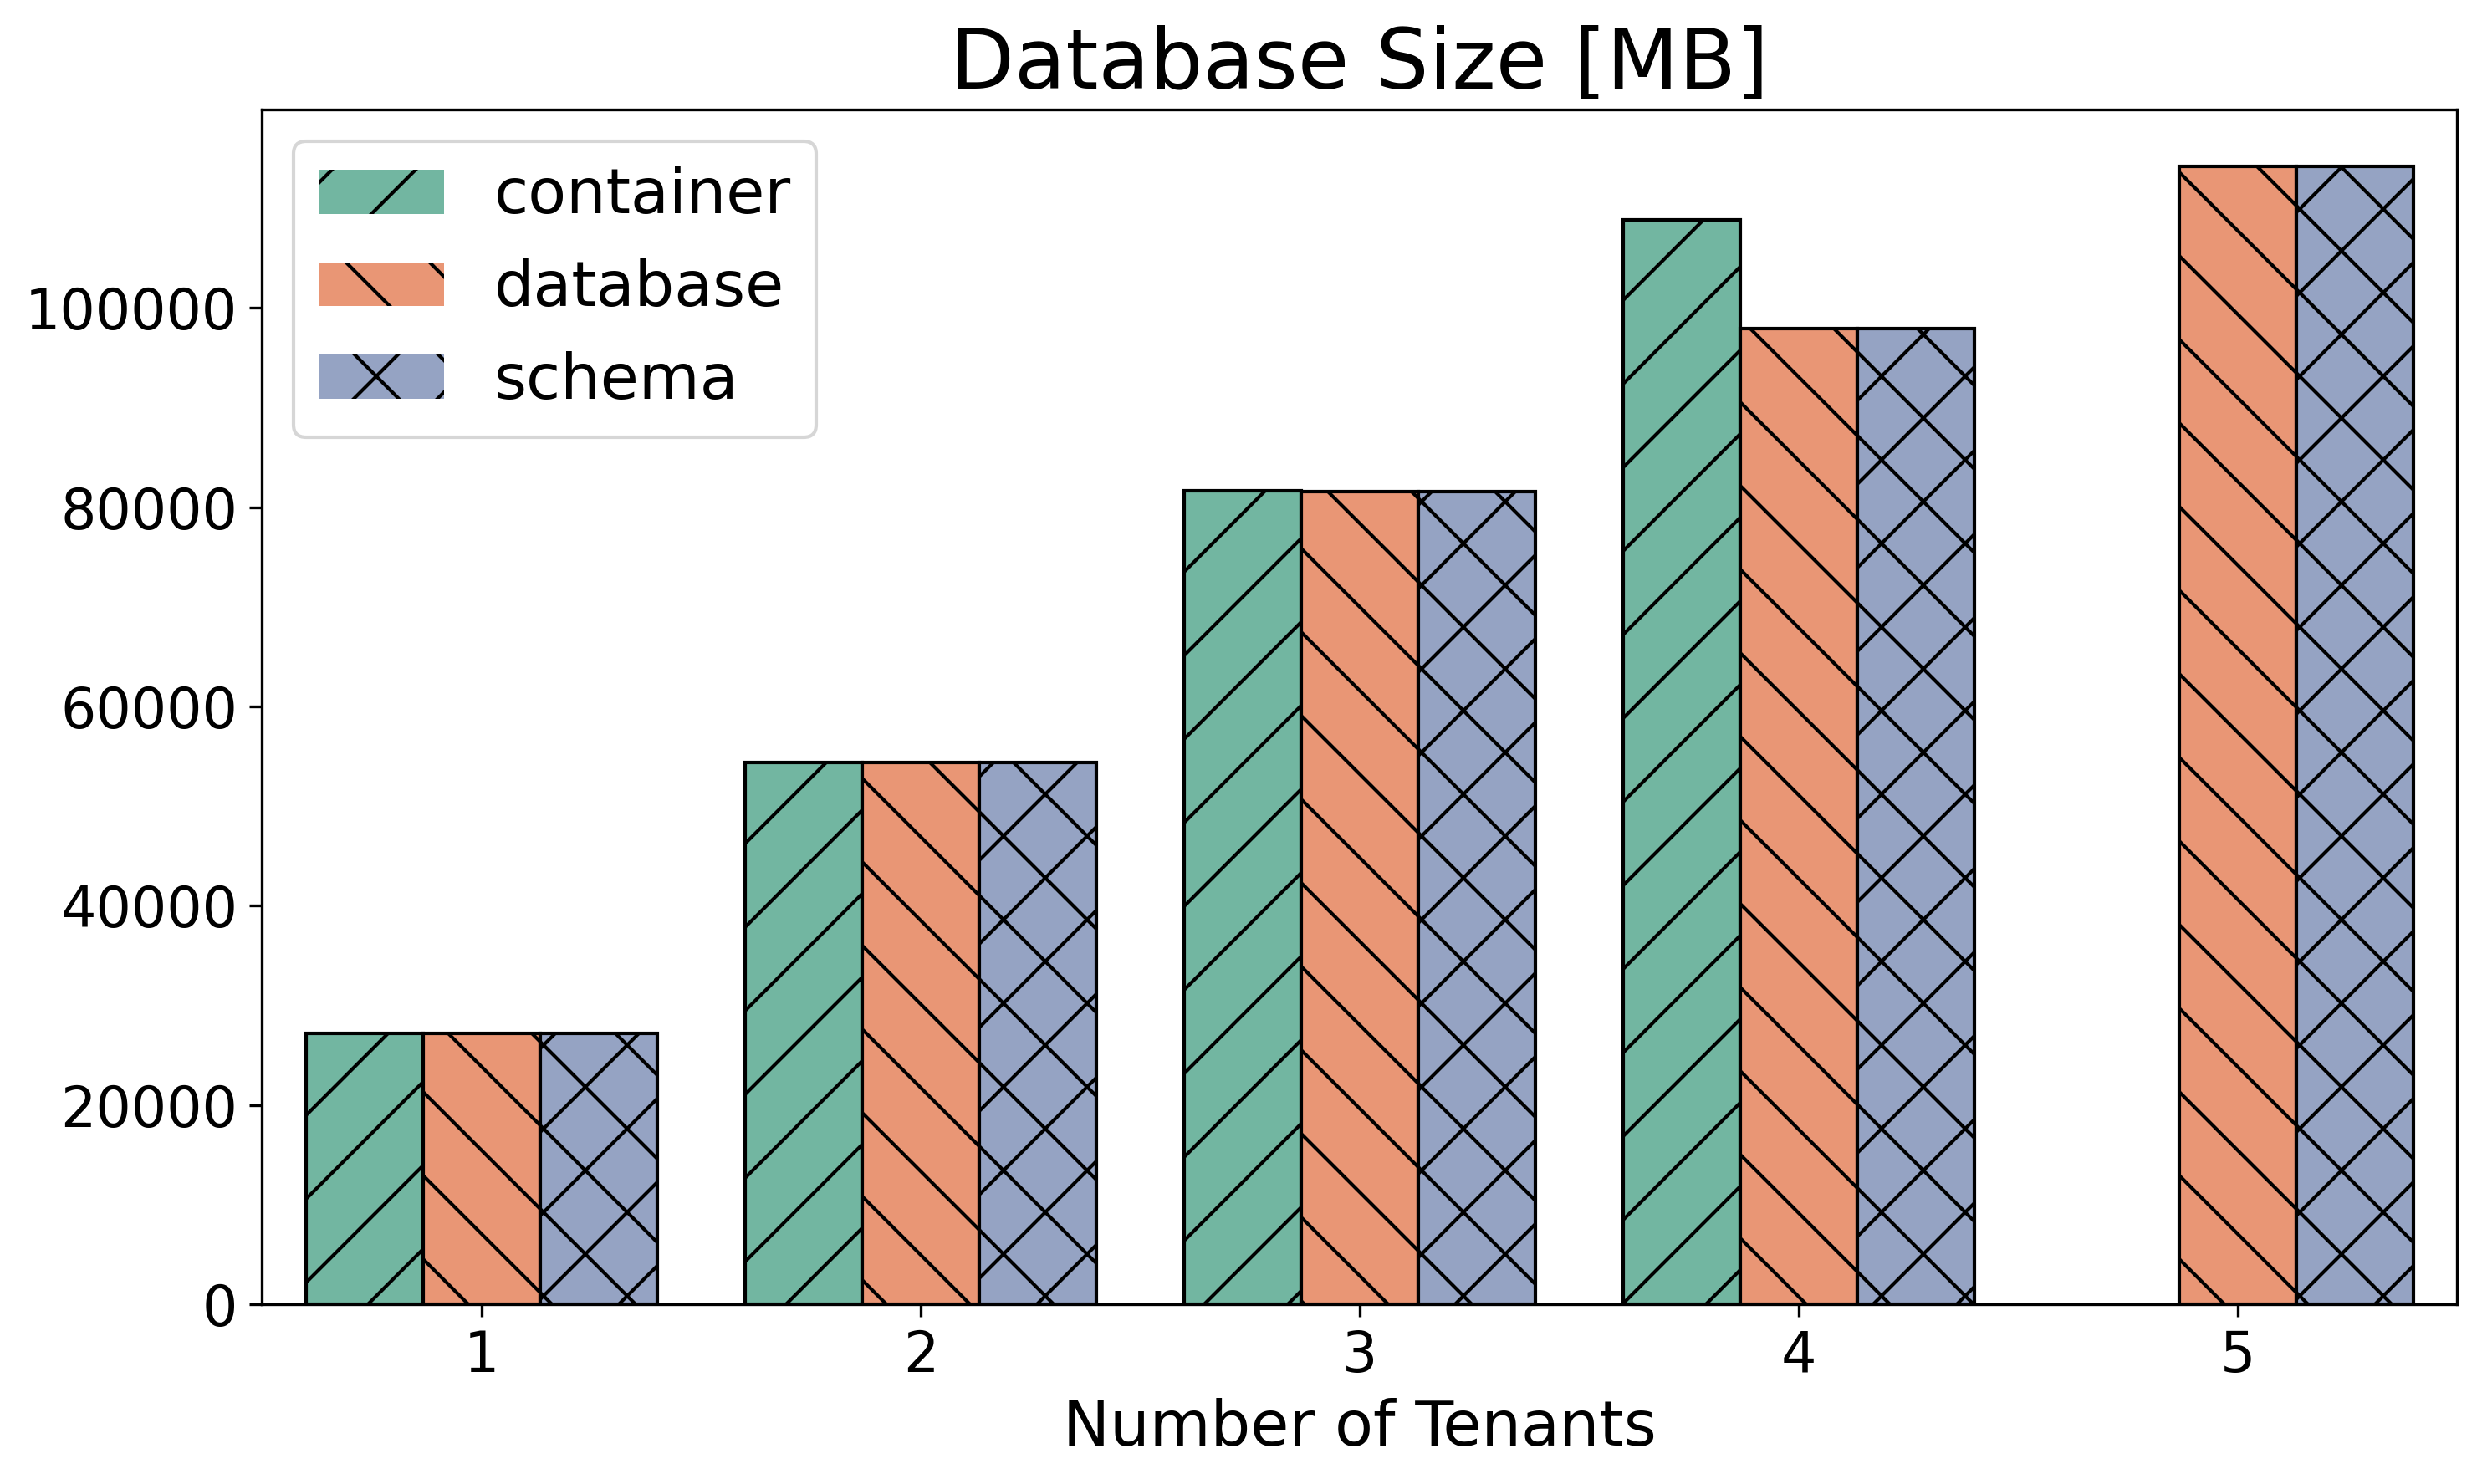 Database Size [MB]
container
database
schema
100000
80000
60000
40000
20000
0
1 2 3 4 5
Number of Tenants